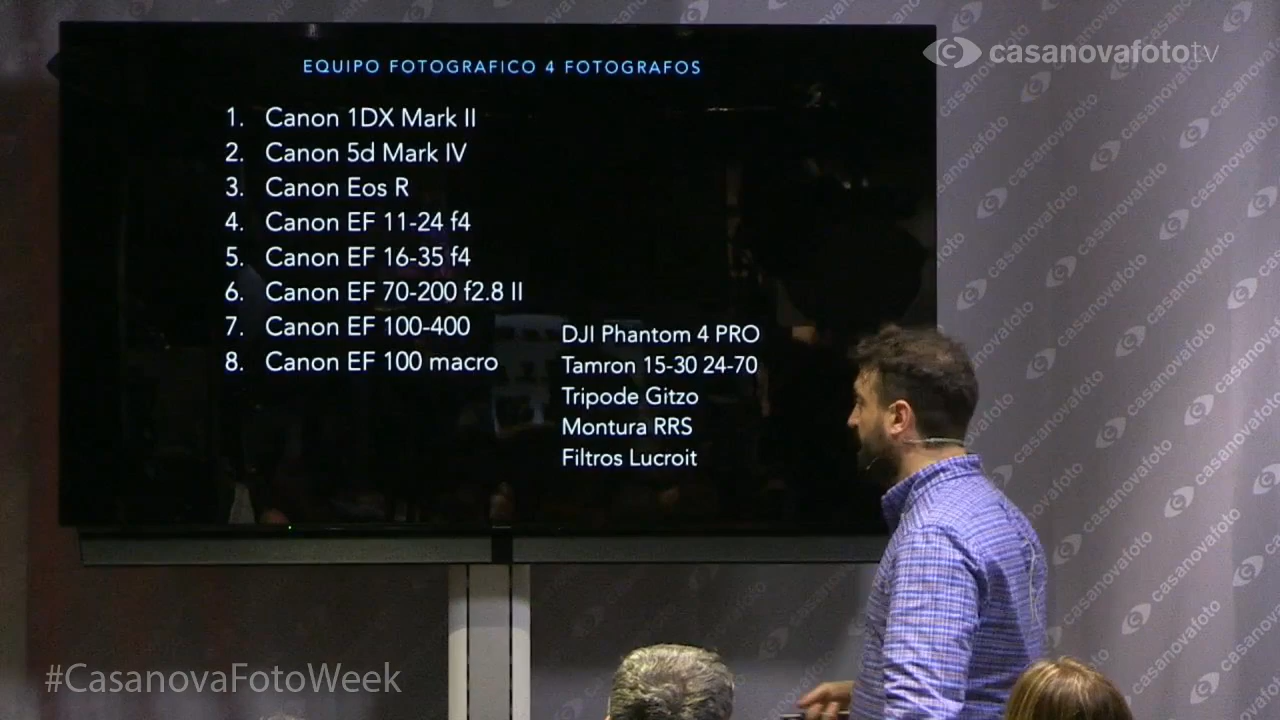 EQUIPO FOTOGRAFICO 4 FOTOGRAFOS
1. Canon 1DX Mark II
2. Canon 5d Mark IV
3. Canon Eos R
4. Canon EF 11-24 f4
5. Canon EF 16-35 f4
6. Canon EF 70-200 f2.8 II
7. Canon EF 100-400
8. Canon EF 100 macro
DJI Phantom 4 PRO
Tamron 15-30 24-70
Tripode Gitzo
Montura RRS
Filtros Lucroit
casanovafototv
casanovafoto
#CasanovaFotoWeek